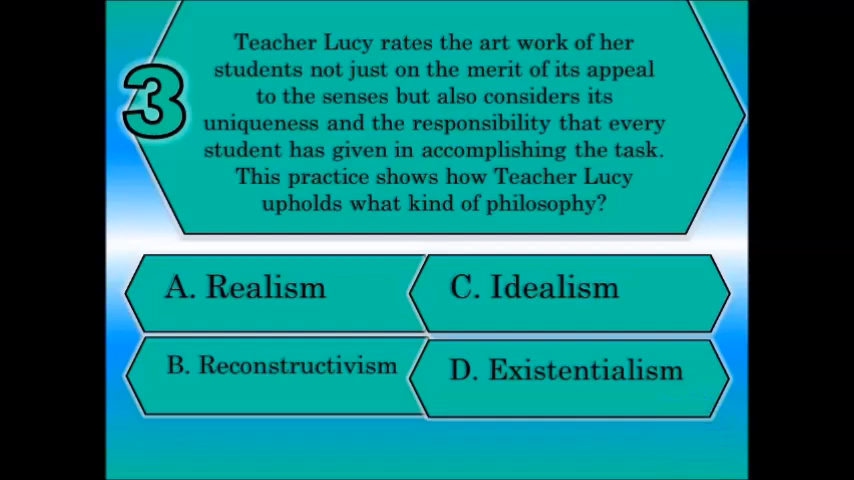 3
Teacher Lucy rates the art work of her
students not just on the merit of its appeal
to the senses but also considers its
uniqueness and the responsibility that every
student has given in accomplishing the task.
This practice shows how Teacher Lucy
upholds what kind of philosophy?
A. Realism
C. Idealism
B. Reconstructivism
D. Existentialism